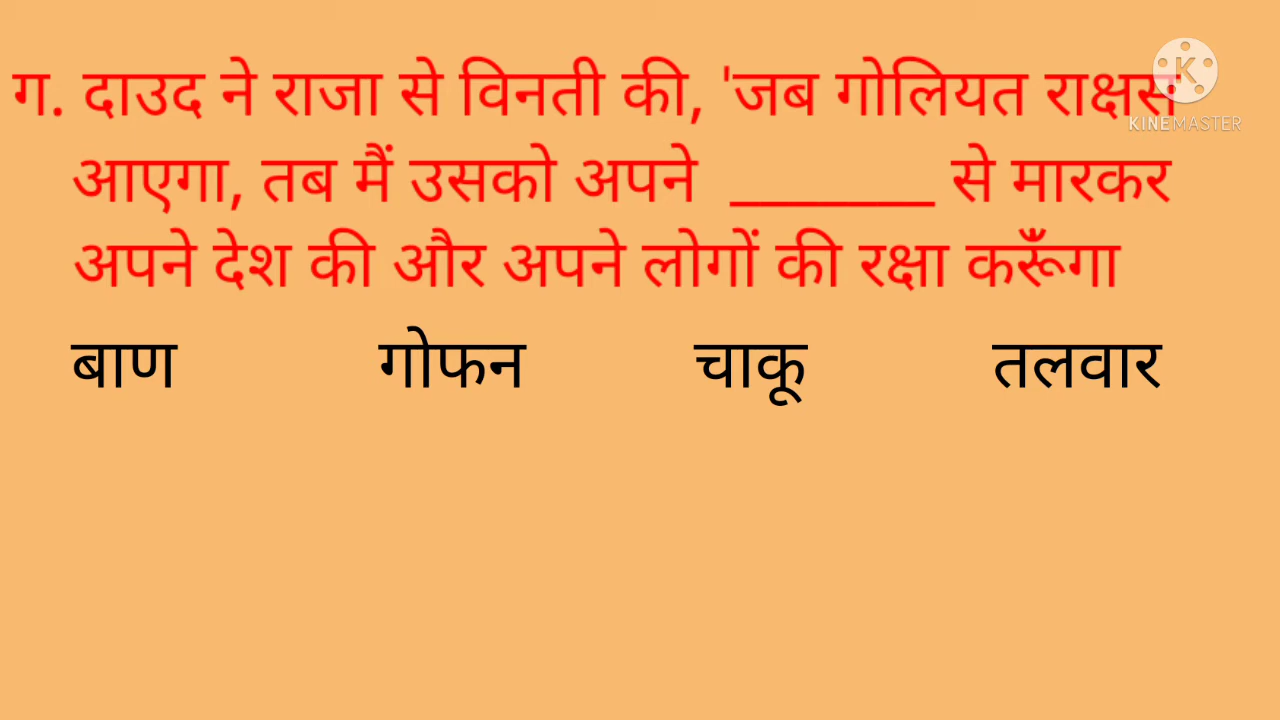 ग. दाउद ने राजा से विनती की, 'जब गोलियत राक्षस
आएगा, तब मैं उसको अपने _______ से मारकर
अपने देश की और अपने लोगों की रक्षा करूँगा
बाण गोफन चाकू तलवार
K
KINEMASTER